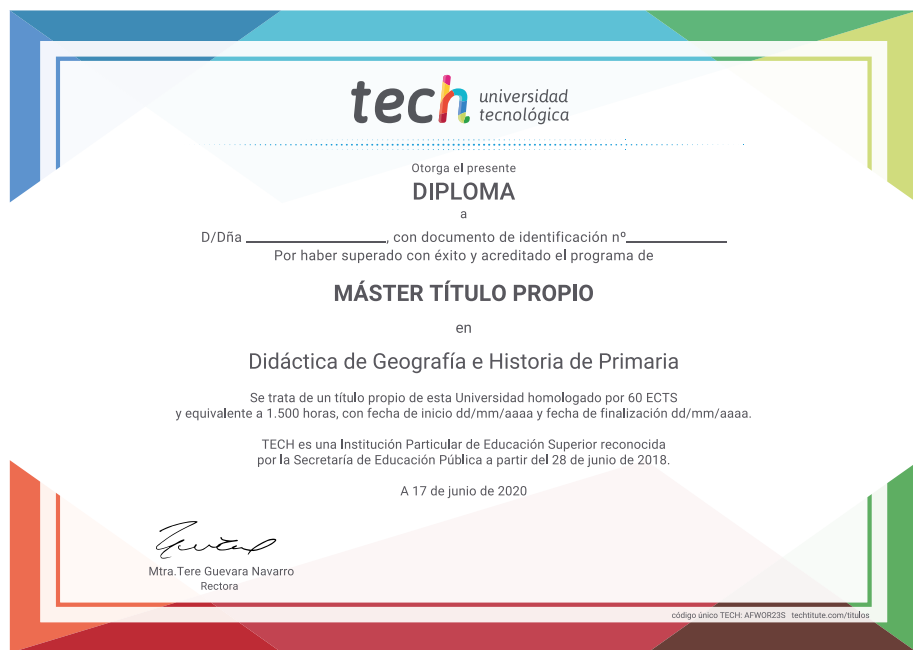 tech universidad
tecnológica
Otorga el presente
DIPLOMA
a
D/Dña ____________, con documento de identificación nº____________
Por haber superado con éxito y acreditado el programa de
MÁSTER TÍTULO PROPIO
en
Didáctica de Geografía e Historia de Primaria
Se trata de un título propio de esta Universidad homologado por 60 ECTS
y equivalente a 1.500 horas, con fecha de inicio dd/mm/aaaa y fecha de finalización dd/mm/aaaa.
TECH es una Institución Particular de Educación Superior reconocida
por la Secretaría de Educación Pública a partir del 28 de junio de 2018.
A 17 de junio de 2020
Mtra.Tere Guevara Navarro
Rectora
código único TECH: AFWOR23S techtitute.com/titulos